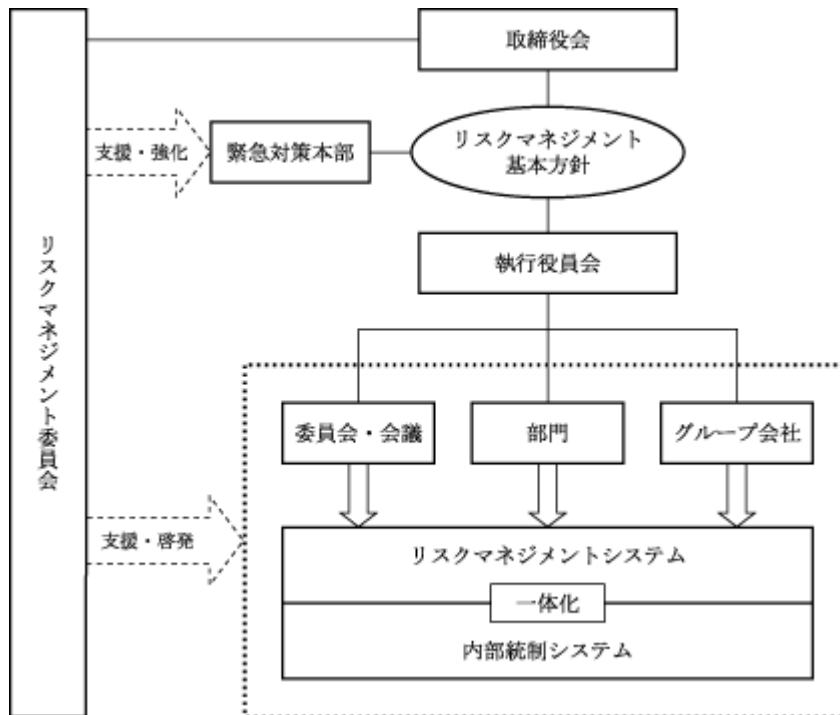 取締役会
支援・強化
緊急対策本部
リスクマネジメント
基本方針
執行役員会
リスクマネジメント委員会
委員会・会議
部門
グループ会社
支援・啓発
リスクマネジメントシステム
一体化
内部統制システム